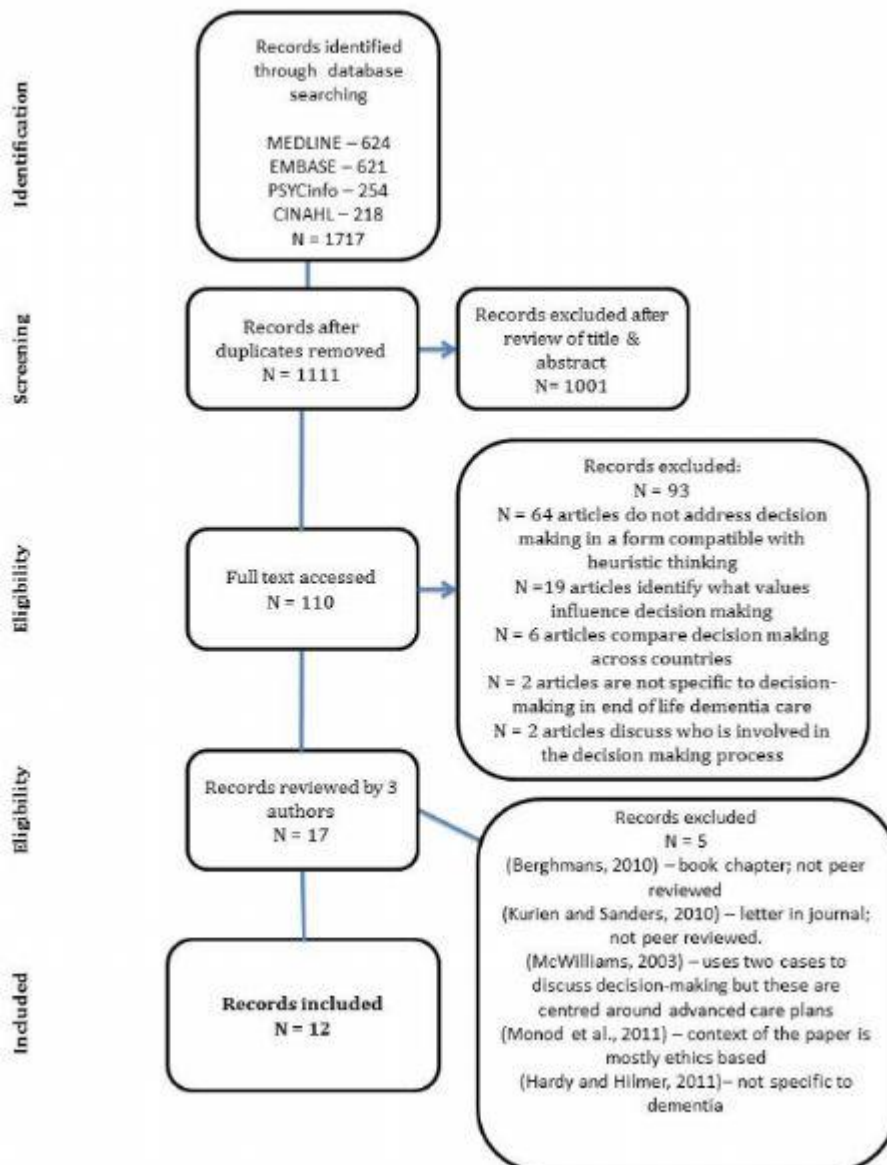 Identification
Records identified
through database
searching
MEDLINE – 624
EMBASE – 621
PSYCinfo – 254
CINAHL – 218
N = 1717
Screening
Records after
duplicates removed
N = 1111
Records excluded after
review of title &
abstract
N= 1001
Eligibility
Full text accessed
N = 110
Records excluded:
N = 93
N = 64 articles do not address decision
making in a form compatible with
heuristic thinking
N =19 articles identify what values
influence decision making
N = 6 articles compare decision making
across countries
N = 2 articles are not specific to decision-
making in end of life dementia care
N = 2 articles discuss who is involved in
the decision making process
Eligibility
Records reviewed by 3
authors
N = 17
Records excluded
N = 5
(Berghmans, 2010) – book chapter; not peer
reviewed
(Kurien and Sanders, 2010) – letter in journal;
not peer reviewed.
(McWilliams, 2003) – uses two cases to
discuss decision-making but these are
centred around advanced care plans
(Monod et al., 2011) – context of the paper is
mostly ethics based
(Hardy and Hilmer, 2011)– not specific to
dementia
Included
Records included
N = 12